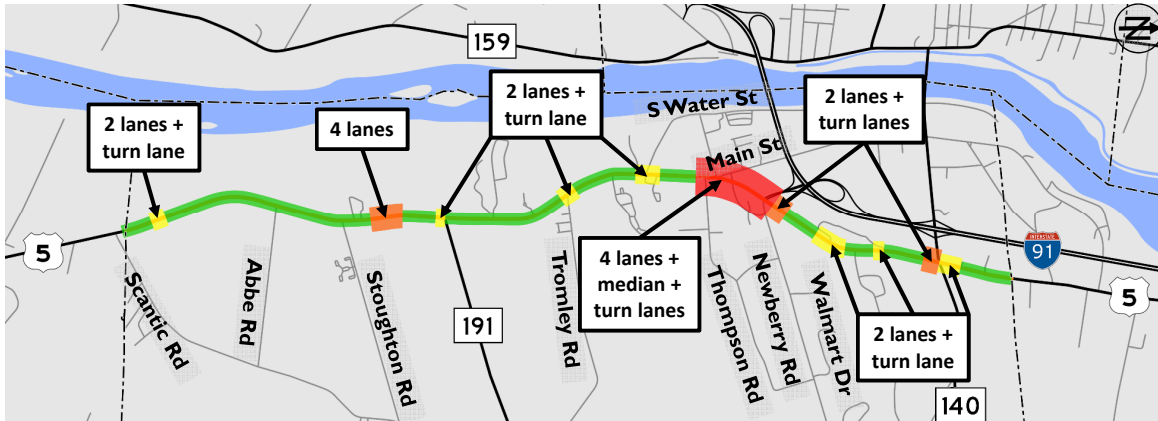 159
N
2 lanes +
turn lane
4 lanes
2 lanes +
turn lane
S Water St
2 lanes +
turn lanes
Main St
5
Scantic Rd
Abbe Rd
Stoughton Rd
191
Tromley Rd
4 lanes +
median +
turn lanes
Thompson Rd
Newberry Rd
Walmart Dr
2 lanes +
turn lane
140
INTERSTATE
91
5